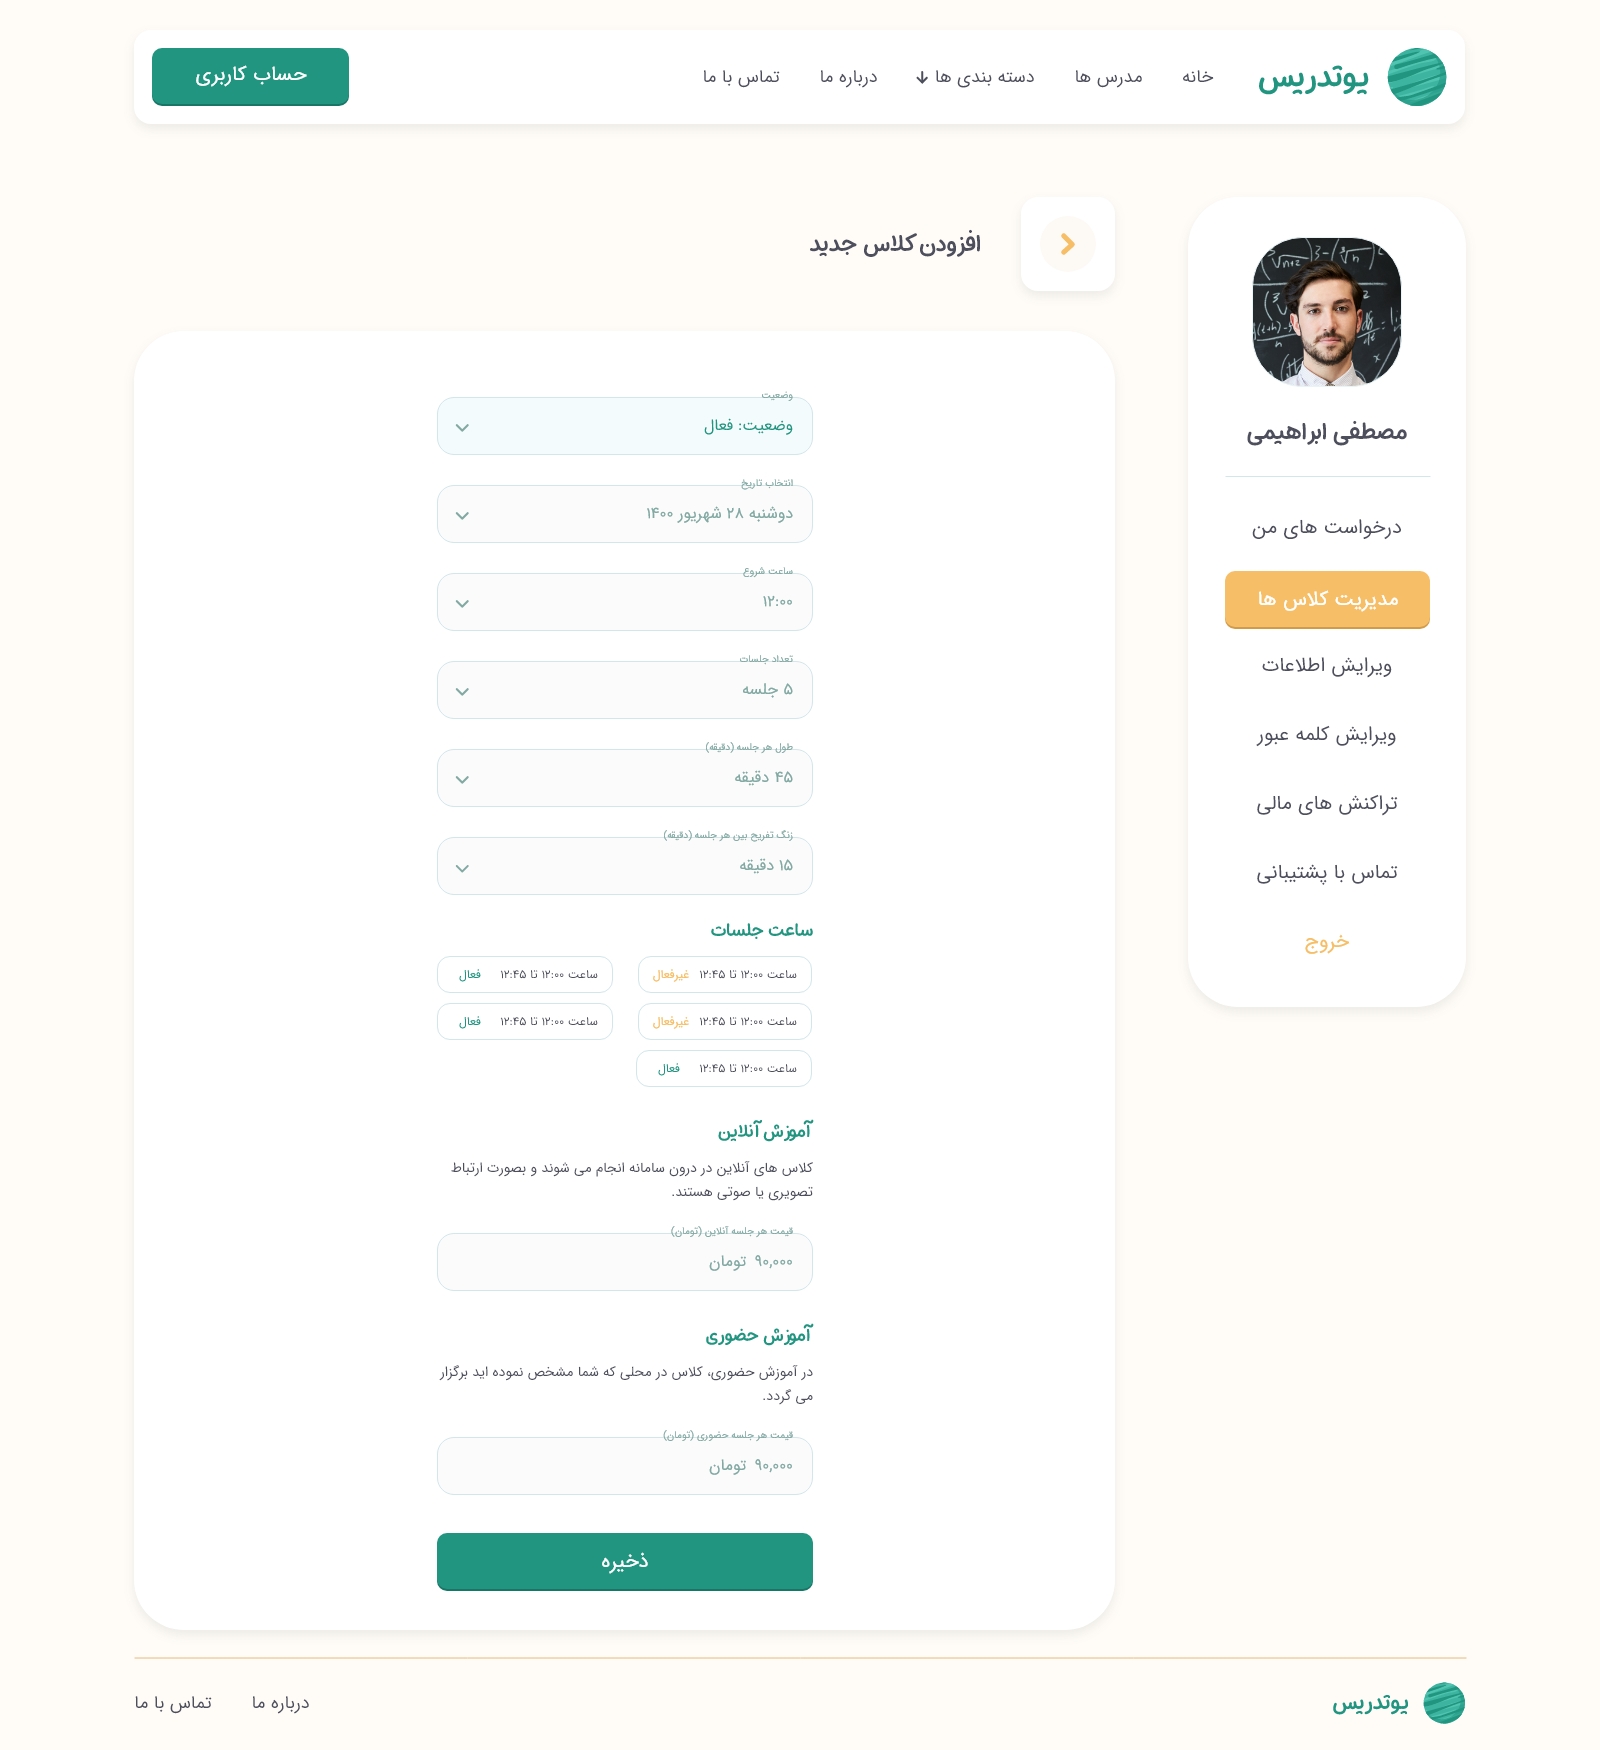 یوتدریس
خانه
مدرس ها
دسته بندی ها
درباره ما
تماس با ما
حساب کاربری
مصطفی ابراهیمی
درخواست های من
مدیریت کلاس ها
ویرایش اطلاعات
ویرایش کلمه عبور
تراکنش های مالی
تماس با پشتیبانی
خروج
افزودن کلاس جدید
وضعیت
وضعیت: فعال
انتخاب تاریخ
دوشنبه ۲۸ شهریور ۱۴۰۰
ساعت شروع
۱۲:۰۰
تعداد جلسات
۵ جلسه
طول هر جلسه (دقیقه)
۴۵ دقیقه
زنگ تفریح بین هر جلسه (دقیقه)
۱۵ دقیقه
ساعت جلسات
ساعت ۱۲:۰۰ تا ۱۲:۴۵ غیرفعال
ساعت ۱۲:۰۰ تا ۱۲:۴۵ فعال
ساعت ۱۲:۰۰ تا ۱۲:۴۵ غیرفعال
ساعت ۱۲:۰۰ تا ۱۲:۴۵ فعال
ساعت ۱۲:۰۰ تا ۱۲:۴۵ فعال
آموزش آنلاین
کلاس های آنلاین در درون سامانه انجام می شوند و بصورت ارتباط
تصویری یا صوتی هستند.
قیمت هر جلسه آنلاین (تومان)
۹۰,۰۰۰ تومان
آموزش حضوری
در آموزش حضوری، کلاس در محلی که شما مشخص نموده اید برگزار
می گردد.
قیمت هر جلسه حضوری (تومان)
۹۰,۰۰۰ تومان
ذخیره
یوتدریس
درباره ما
تماس با ما